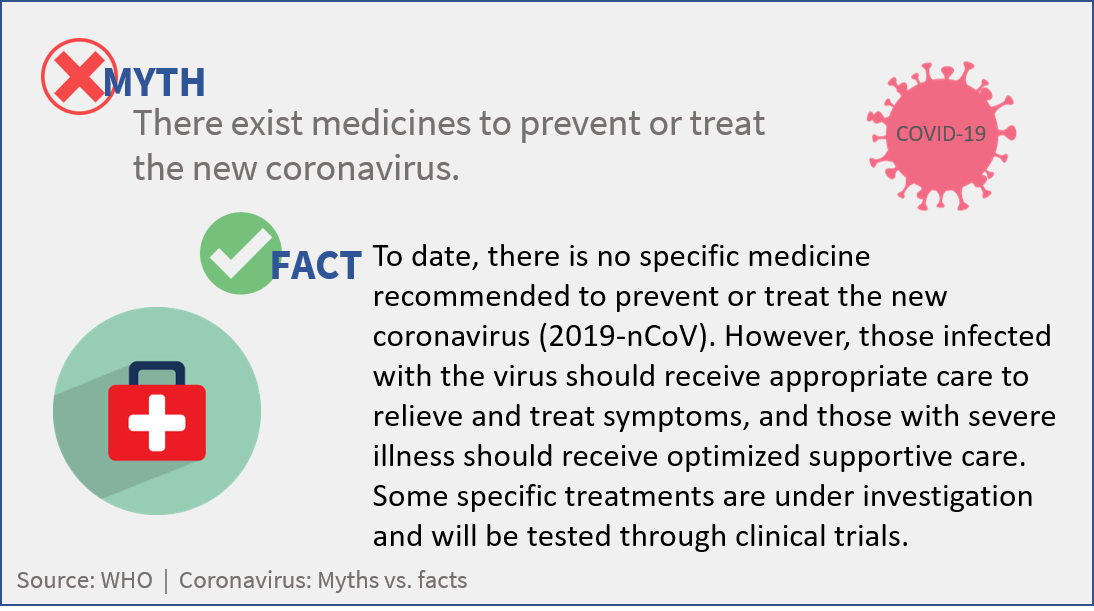 MYTH
There exist medicines to prevent or treat
the new coronavirus.
COVID-19
FACT
To date, there is no specific medicine
recommended to prevent or treat the new
coronavirus (2019-nCoV). However, those infected
with the virus should receive appropriate care to
relieve and treat symptoms, and those with severe
illness should receive optimized supportive care.
Some specific treatments are under investigation
and will be tested through clinical trials.
Source: WHO | Coronavirus: Myths vs. facts